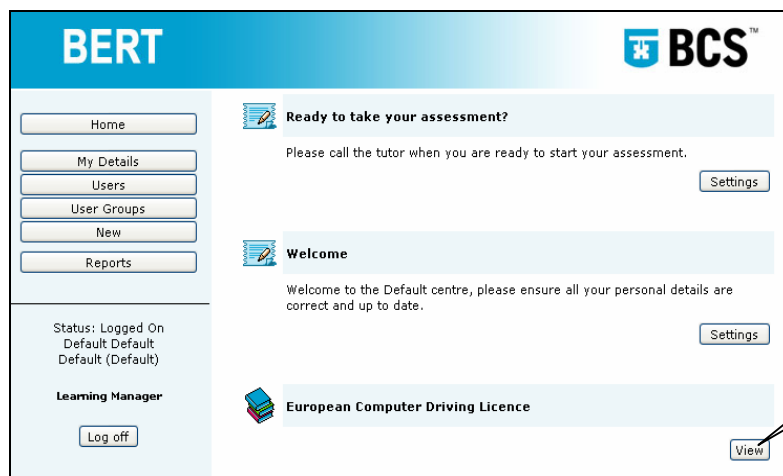 BERT
BCS™
Home
My Details
Users
User Groups
New
Reports
Status: Logged On
Default Default
Default (Default)
Learning Manager
Log off
Ready to take your assessment?
Please call the tutor when you are ready to start your assessment.
Settings
Welcome
Welcome to the Default centre, please ensure all your personal details are
correct and up to date.
Settings
European Computer Driving Licence
View